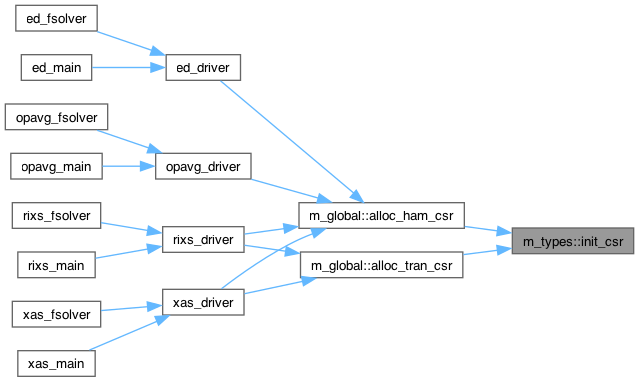 ed_fsolver
ed_main
ed_driver
opavg_fsolver
opavg_main
opavg_driver
rixs_fsolver
rixs_main
rixs_driver
xas_fsolver
xas_main
xas_driver
m_global::alloc_ham_csr
m_global::alloc_tran_csr
m_types::init_csr